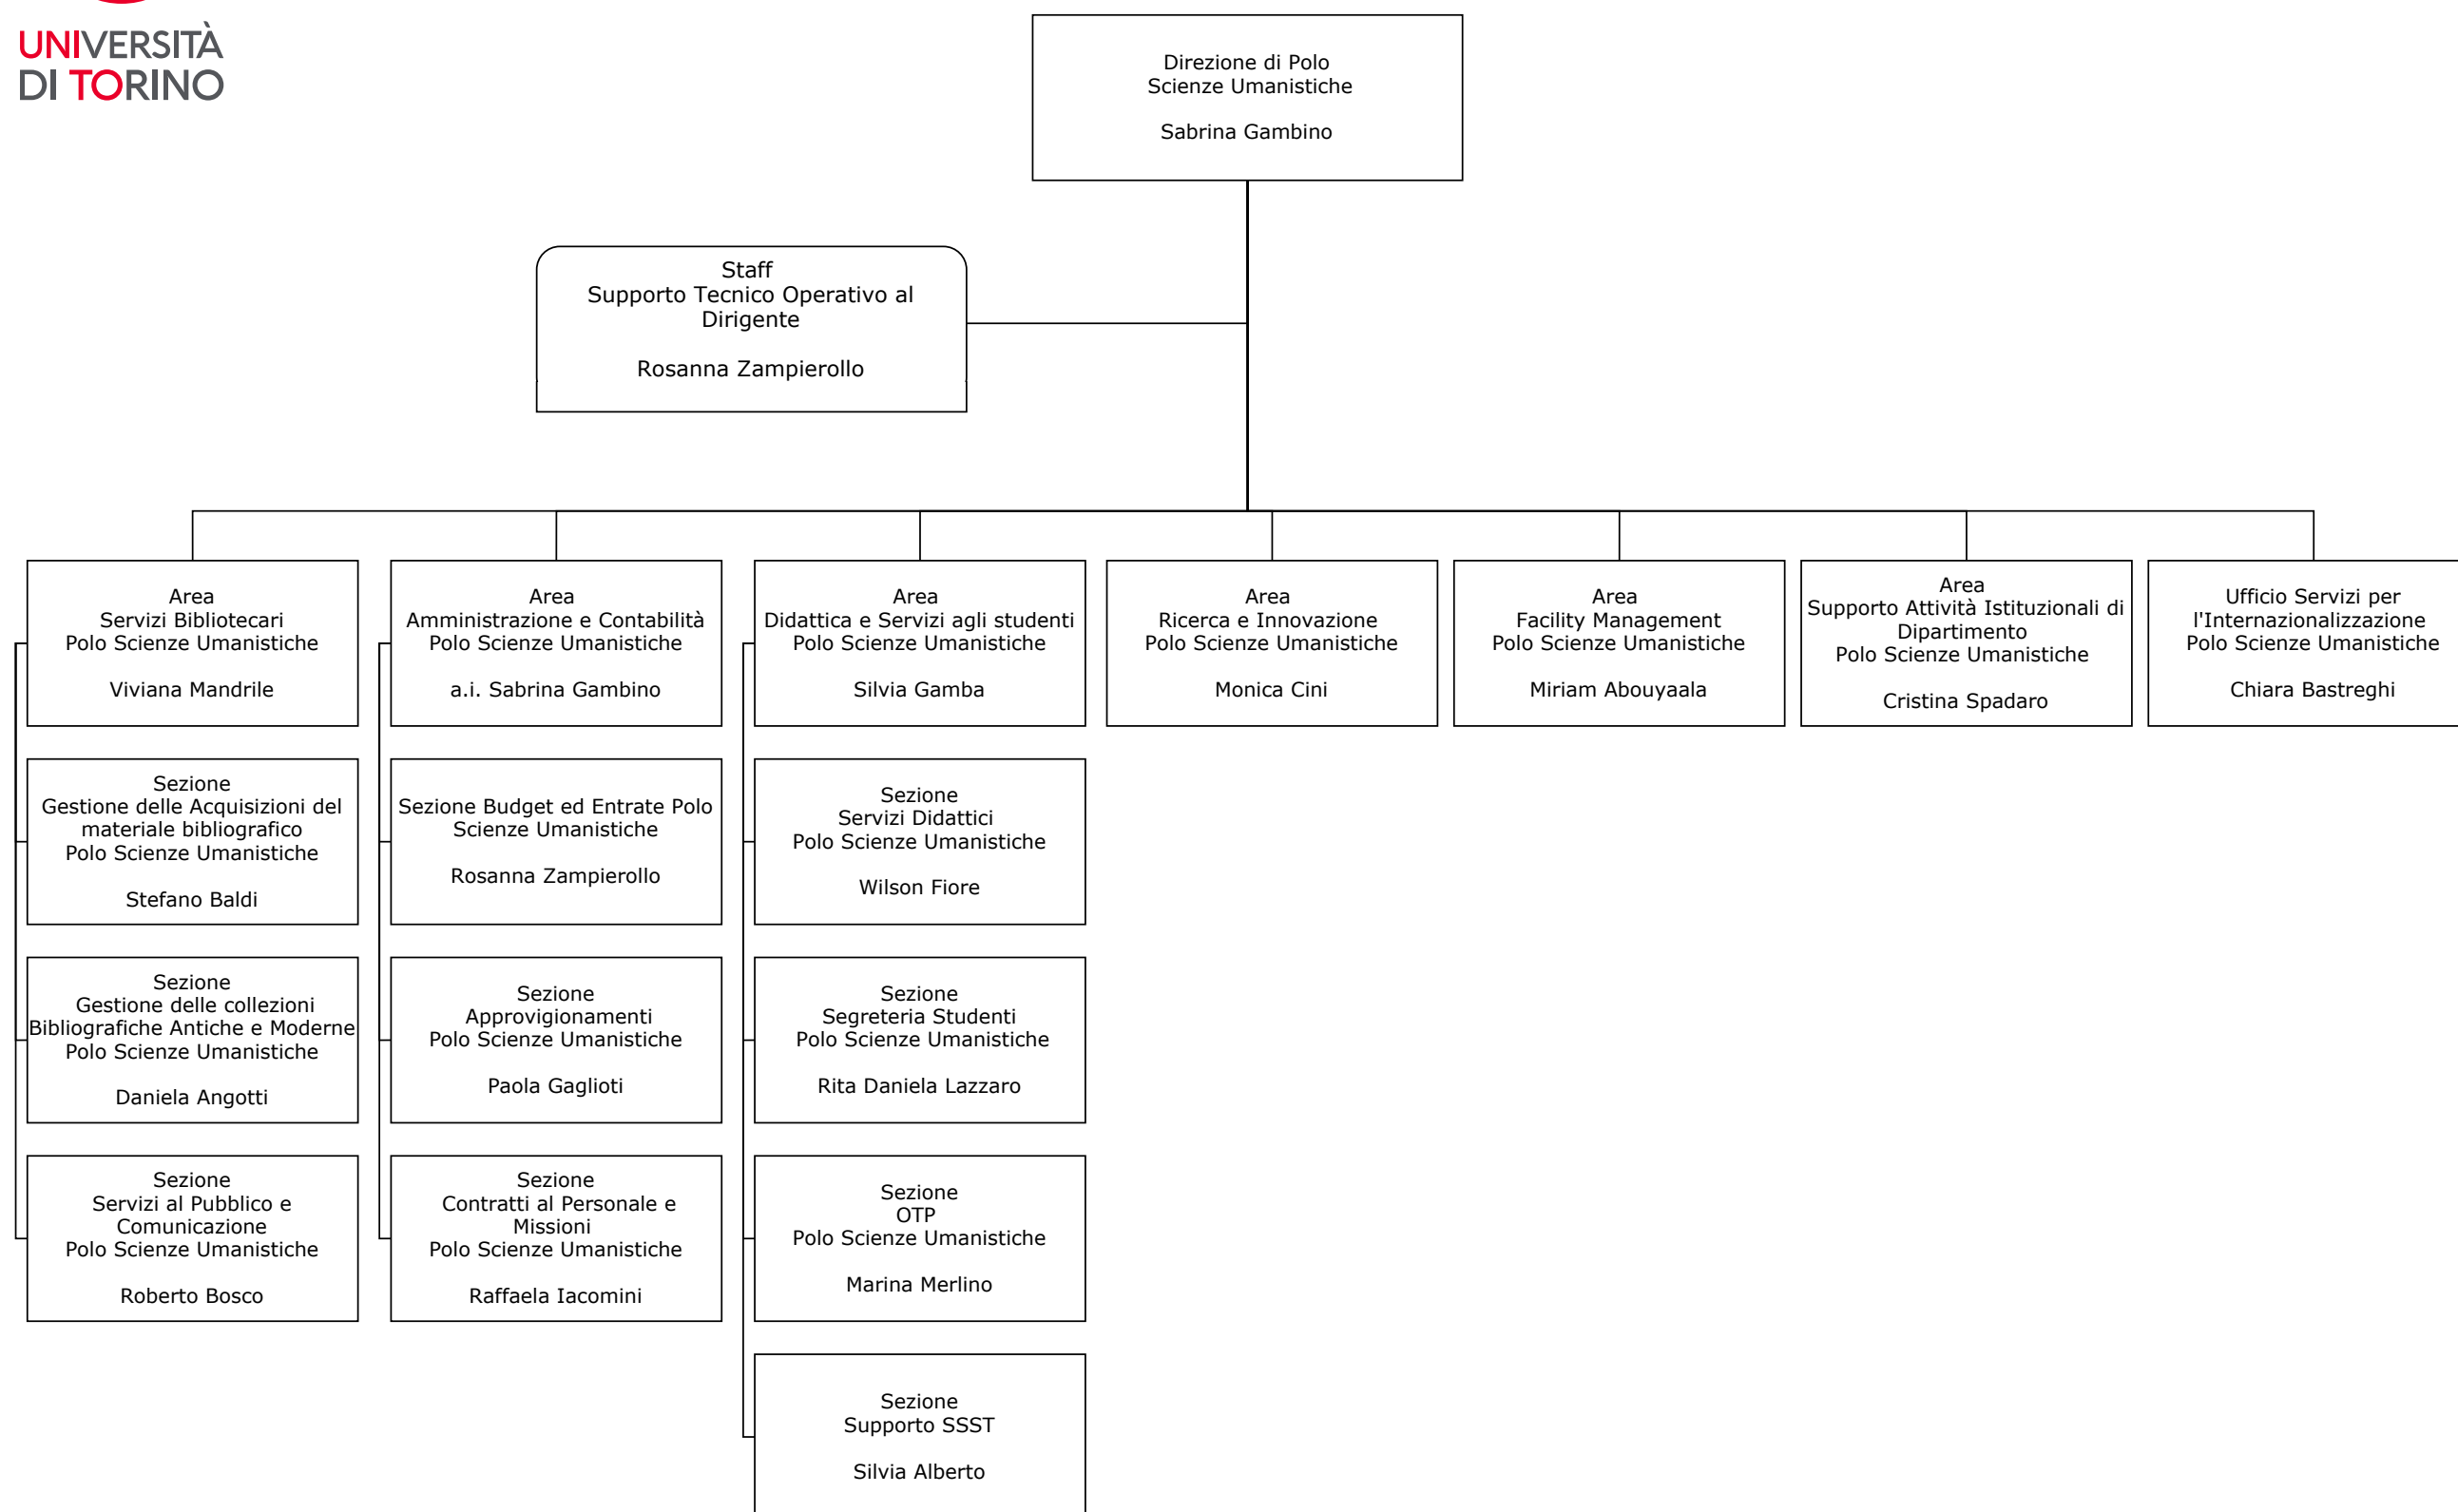 UNIVERSITÀ
DI TORINO
Direzione di Polo
Scienze Umanistiche
Sabrina Gambino
Staff
Supporto Tecnico Operativo al
Dirigente
Rosanna Zampierollo
Area
Servizi Bibliotecari
Polo Scienze Umanistiche
Viviana Mandrile
Area
Amministrazione e Contabilità
Polo Scienze Umanistiche
a.i. Sabrina Gambino
Area
Didattica e Servizi agli studenti
Polo Scienze Umanistiche
Silvia Gamba
Area
Ricerca e Innovazione
Polo Scienze Umanistiche
Monica Cini
Area
Facility Management
Polo Scienze Umanistiche
Miriam Abouyaala
Area
Supporto Attività Istituzionali di
Dipartimento
Polo Scienze Umanistiche
Cristina Spadaro
Ufficio Servizi per
l'Internazionalizzazione
Polo Scienze Umanistiche
Chiara Bastreghi
Sezione
Gestione delle Acquisizioni del
materiale bibliografico
Polo Scienze Umanistiche
Stefano Baldi
Sezione Budget ed Entrate Polo
Scienze Umanistiche
Rosanna Zampierollo
Sezione
Servizi Didattici
Polo Scienze Umanistiche
Wilson Fiore
Sezione
Gestione delle collezioni
Bibliografiche Antiche e Moderne
Polo Scienze Umanistiche
Daniela Angotti
Sezione
Approvigionamenti
Polo Scienze Umanistiche
Paola Gaglioti
Sezione
Segreteria Studenti
Polo Scienze Umanistiche
Rita Daniela Lazzaro
Sezione
Servizi al Pubblico e
Comunicazione
Polo Scienze Umanistiche
Roberto Bosco
Sezione
Contratti al Personale e
Missioni
Polo Scienze Umanistiche
Raffaela Iacomini
Sezione
OTP
Polo Scienze Umanistiche
Marina Merlino
Sezione
Supporto SSST
Silvia Alberto